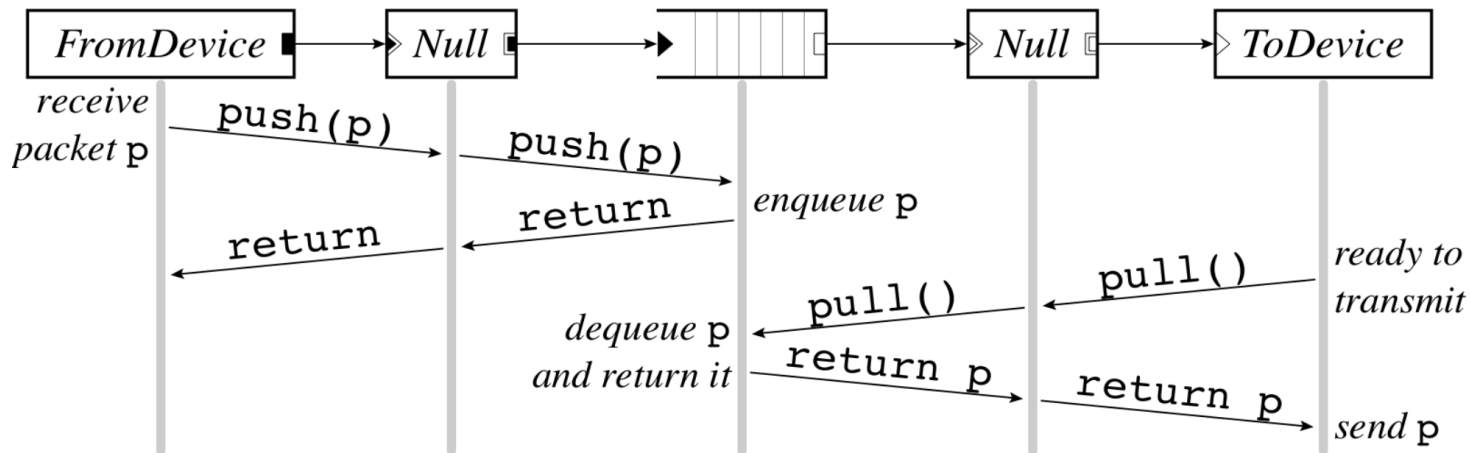 FromDevice Null Null ToDevice
receive
packet p
push(p)
push(p)
enqueue p
return
return
ready to
transmit
pull()
pull()
dequeue p
and return it
return p
return p
send p